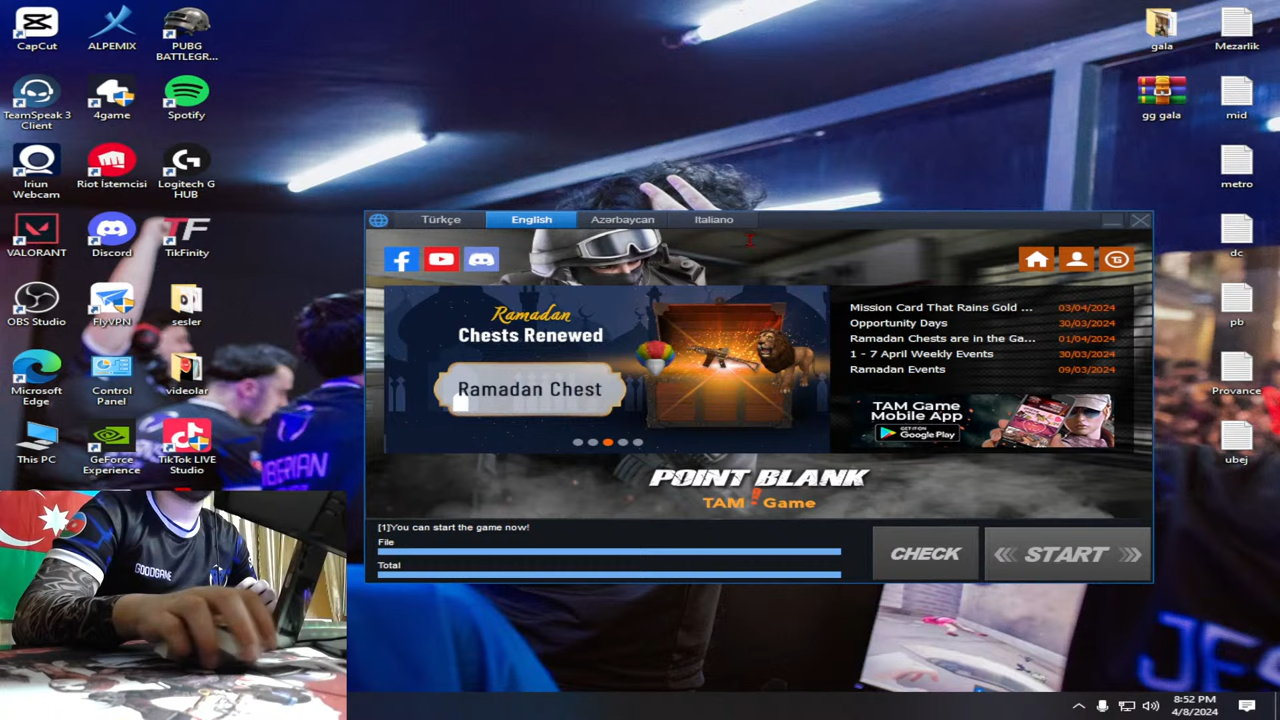 CapCut
ALPEMIX
PUBG
BATTLEGR...
TeamSpeak 3
Client
4game
Spotify
Iriun
Webcam
Riot Istemcisi
Logitech G
HUB
VALORANT
Discord
TikFinity
OBS Studio
FlyVPN
sesler
Microsoft
Edge
Control
Panel
videolar
This PC
GeForce
Experience
TikTok LIVE
Studio
gala
Mezarlik
gg gala
mid
metro
dc
pb
Provance
ubej
Türkçe
English
Azərbaycan
Italiano
Ramadan
Chests Renewed
Ramadan Chest
Mission Card That Rains Gold ... 03/04/2024
Opportunity Days 30/03/2024
Ramadan Chests are in the Ga... 01/04/2024
1 - 7 April Weekly Events 30/03/2024
Ramadan Events 09/03/2024
TAM Game
Mobile App
GET IT ON
Google Play
POINT BLANK
TAM Game
[1]You can start the game now!
File
Total
CHECK
START
IBERIAN
GOODGAME
8:52 PM
4/8/2024